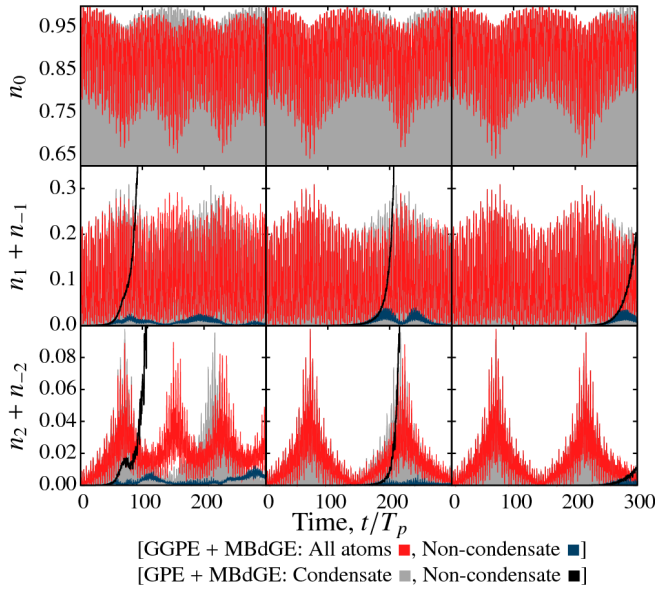 0.95
0.85
0.75
0.65
n₀
0.3
0.2
0.1
0.0
n₁ + n₋₁
0.08
0.06
0.04
0.02
0.00
n₂ + n₋₂
0 100 200 0 100 200 0 100 200 300
Time, t/Tₚ
[GGPE + MBdGE: All atoms ■, Non-condensate ■]
[GPE + MBdGE: Condensate ■, Non-condensate ■]